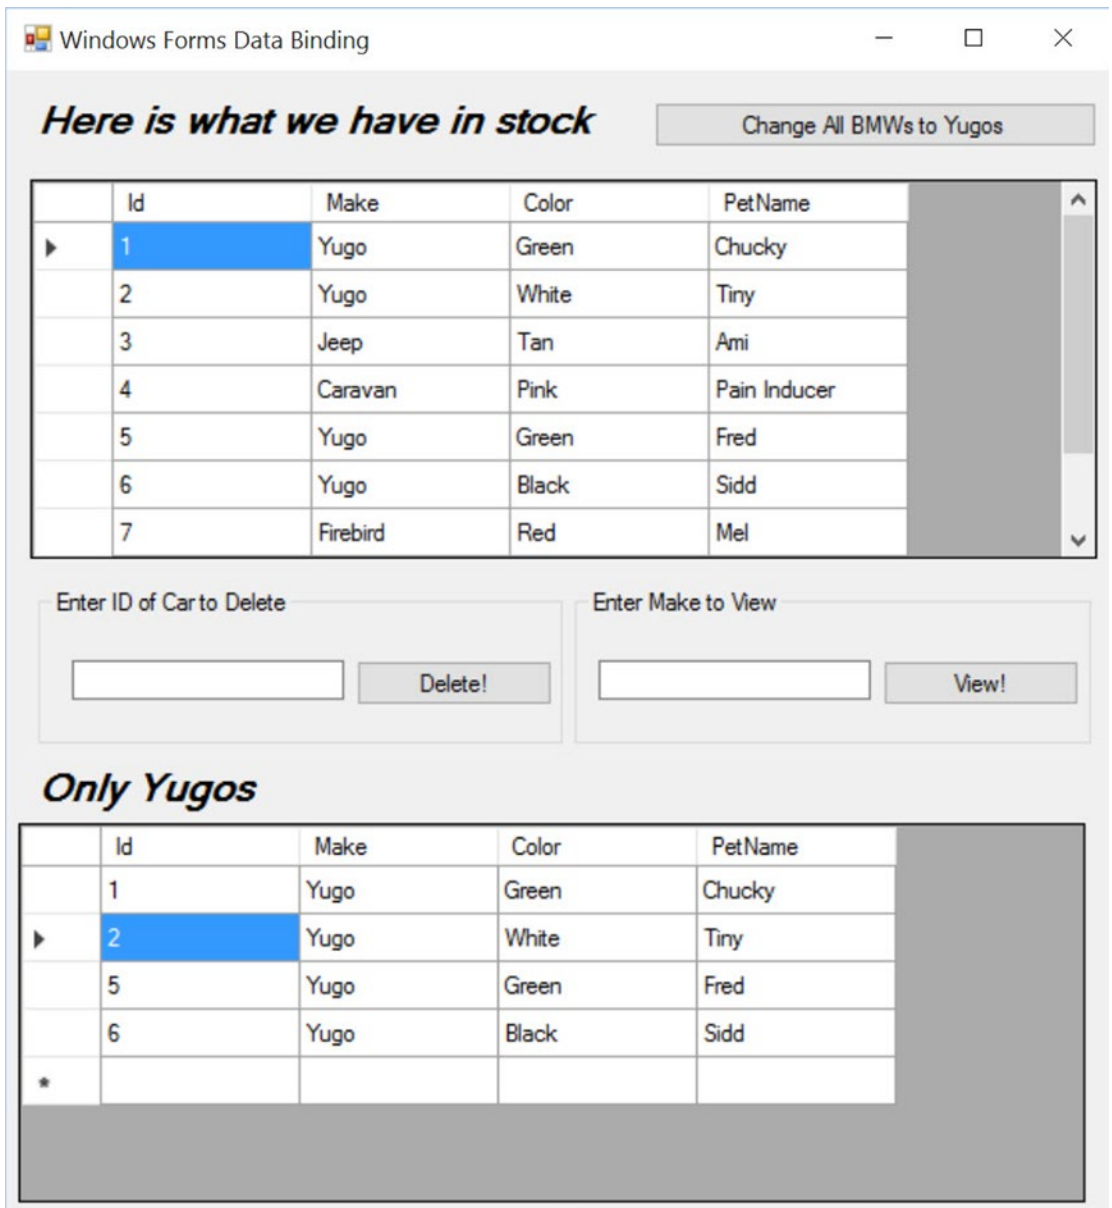 Windows Forms Data Binding
Here is what we have in stock
Change All BMWs to Yugos
Id Make Color PetName
1 Yugo Green Chucky
2 Yugo White Tiny
3 Jeep Tan Ami
4 Caravan Pink Pain Inducer
5 Yugo Green Fred
6 Yugo Black Sidd
7 Firebird Red Mel
Enter ID of Car to Delete
Enter Make to View
Delete!
View!
Only Yugos
Id Make Color PetName
1 Yugo Green Chucky
2 Yugo White Tiny
5 Yugo Green Fred
6 Yugo Black Sidd
*